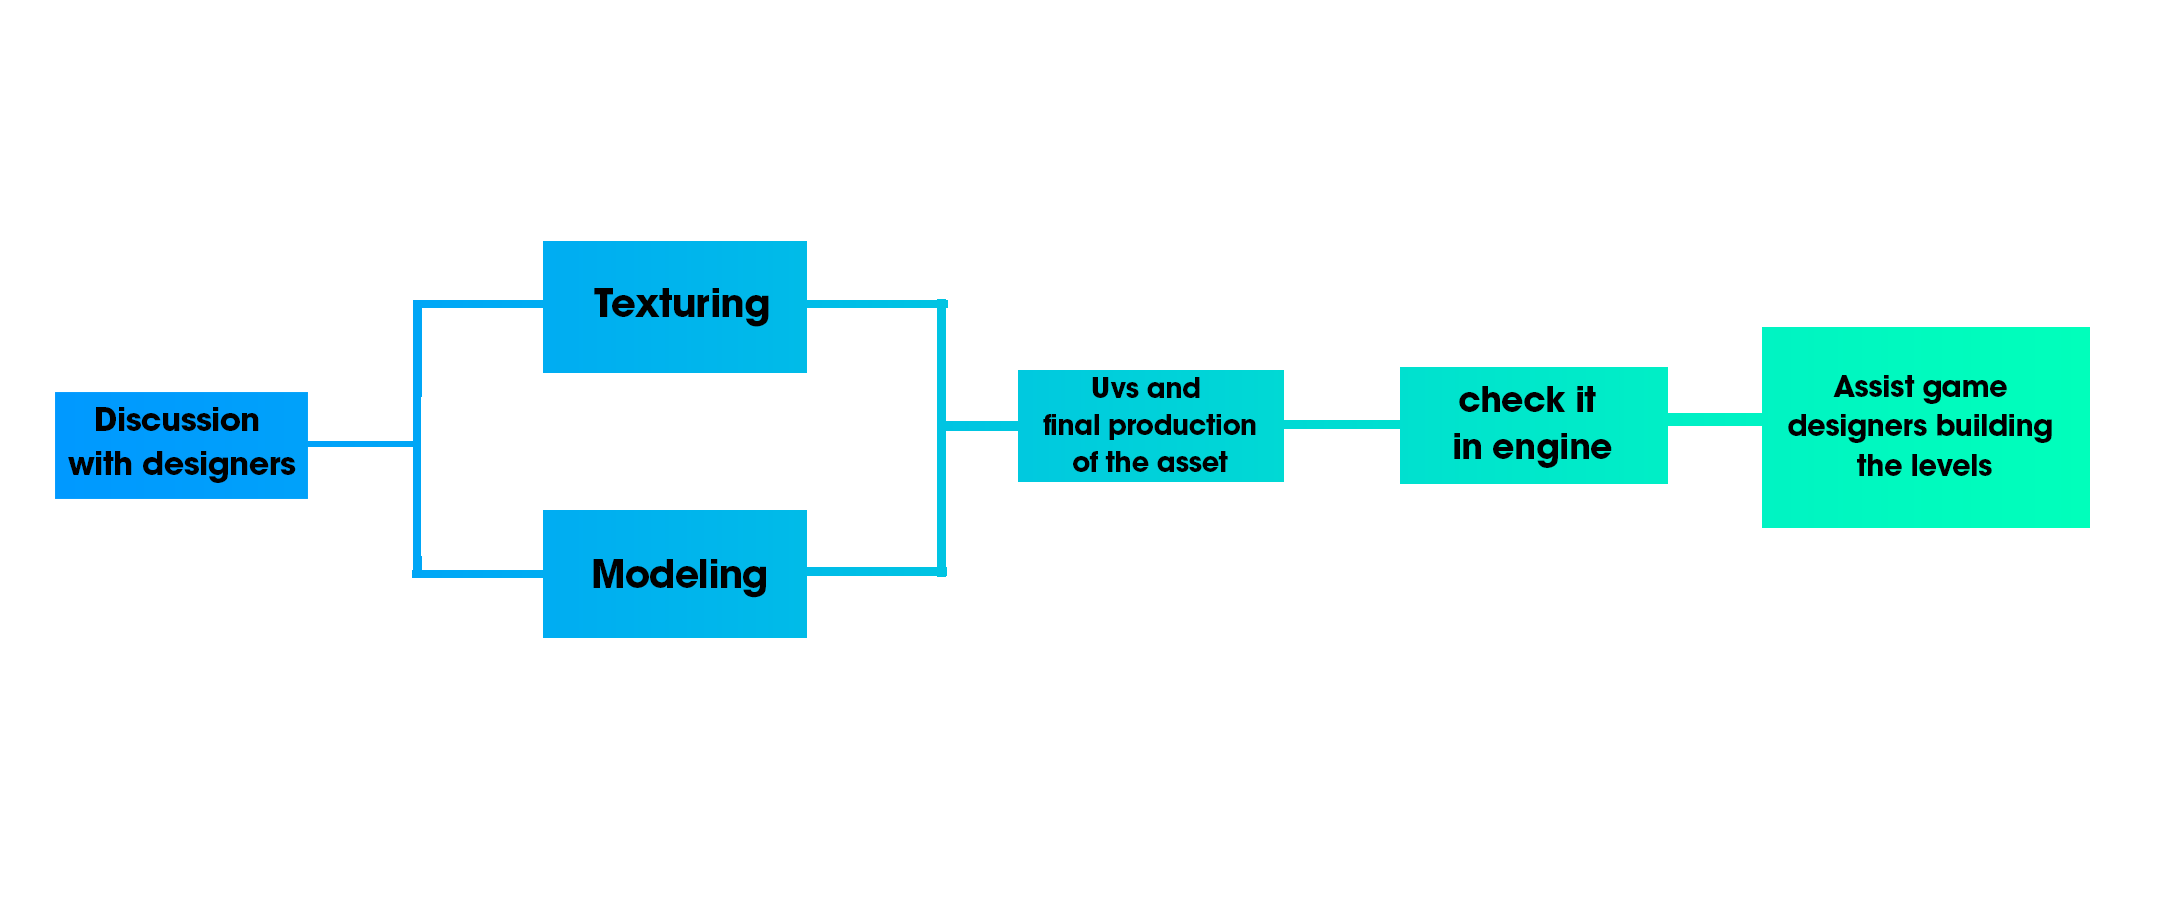 Discussion
with designers
Texturing
Modeling
Uvs and
final production
of the asset
check it
in engine
Assist game
designers building
the levels